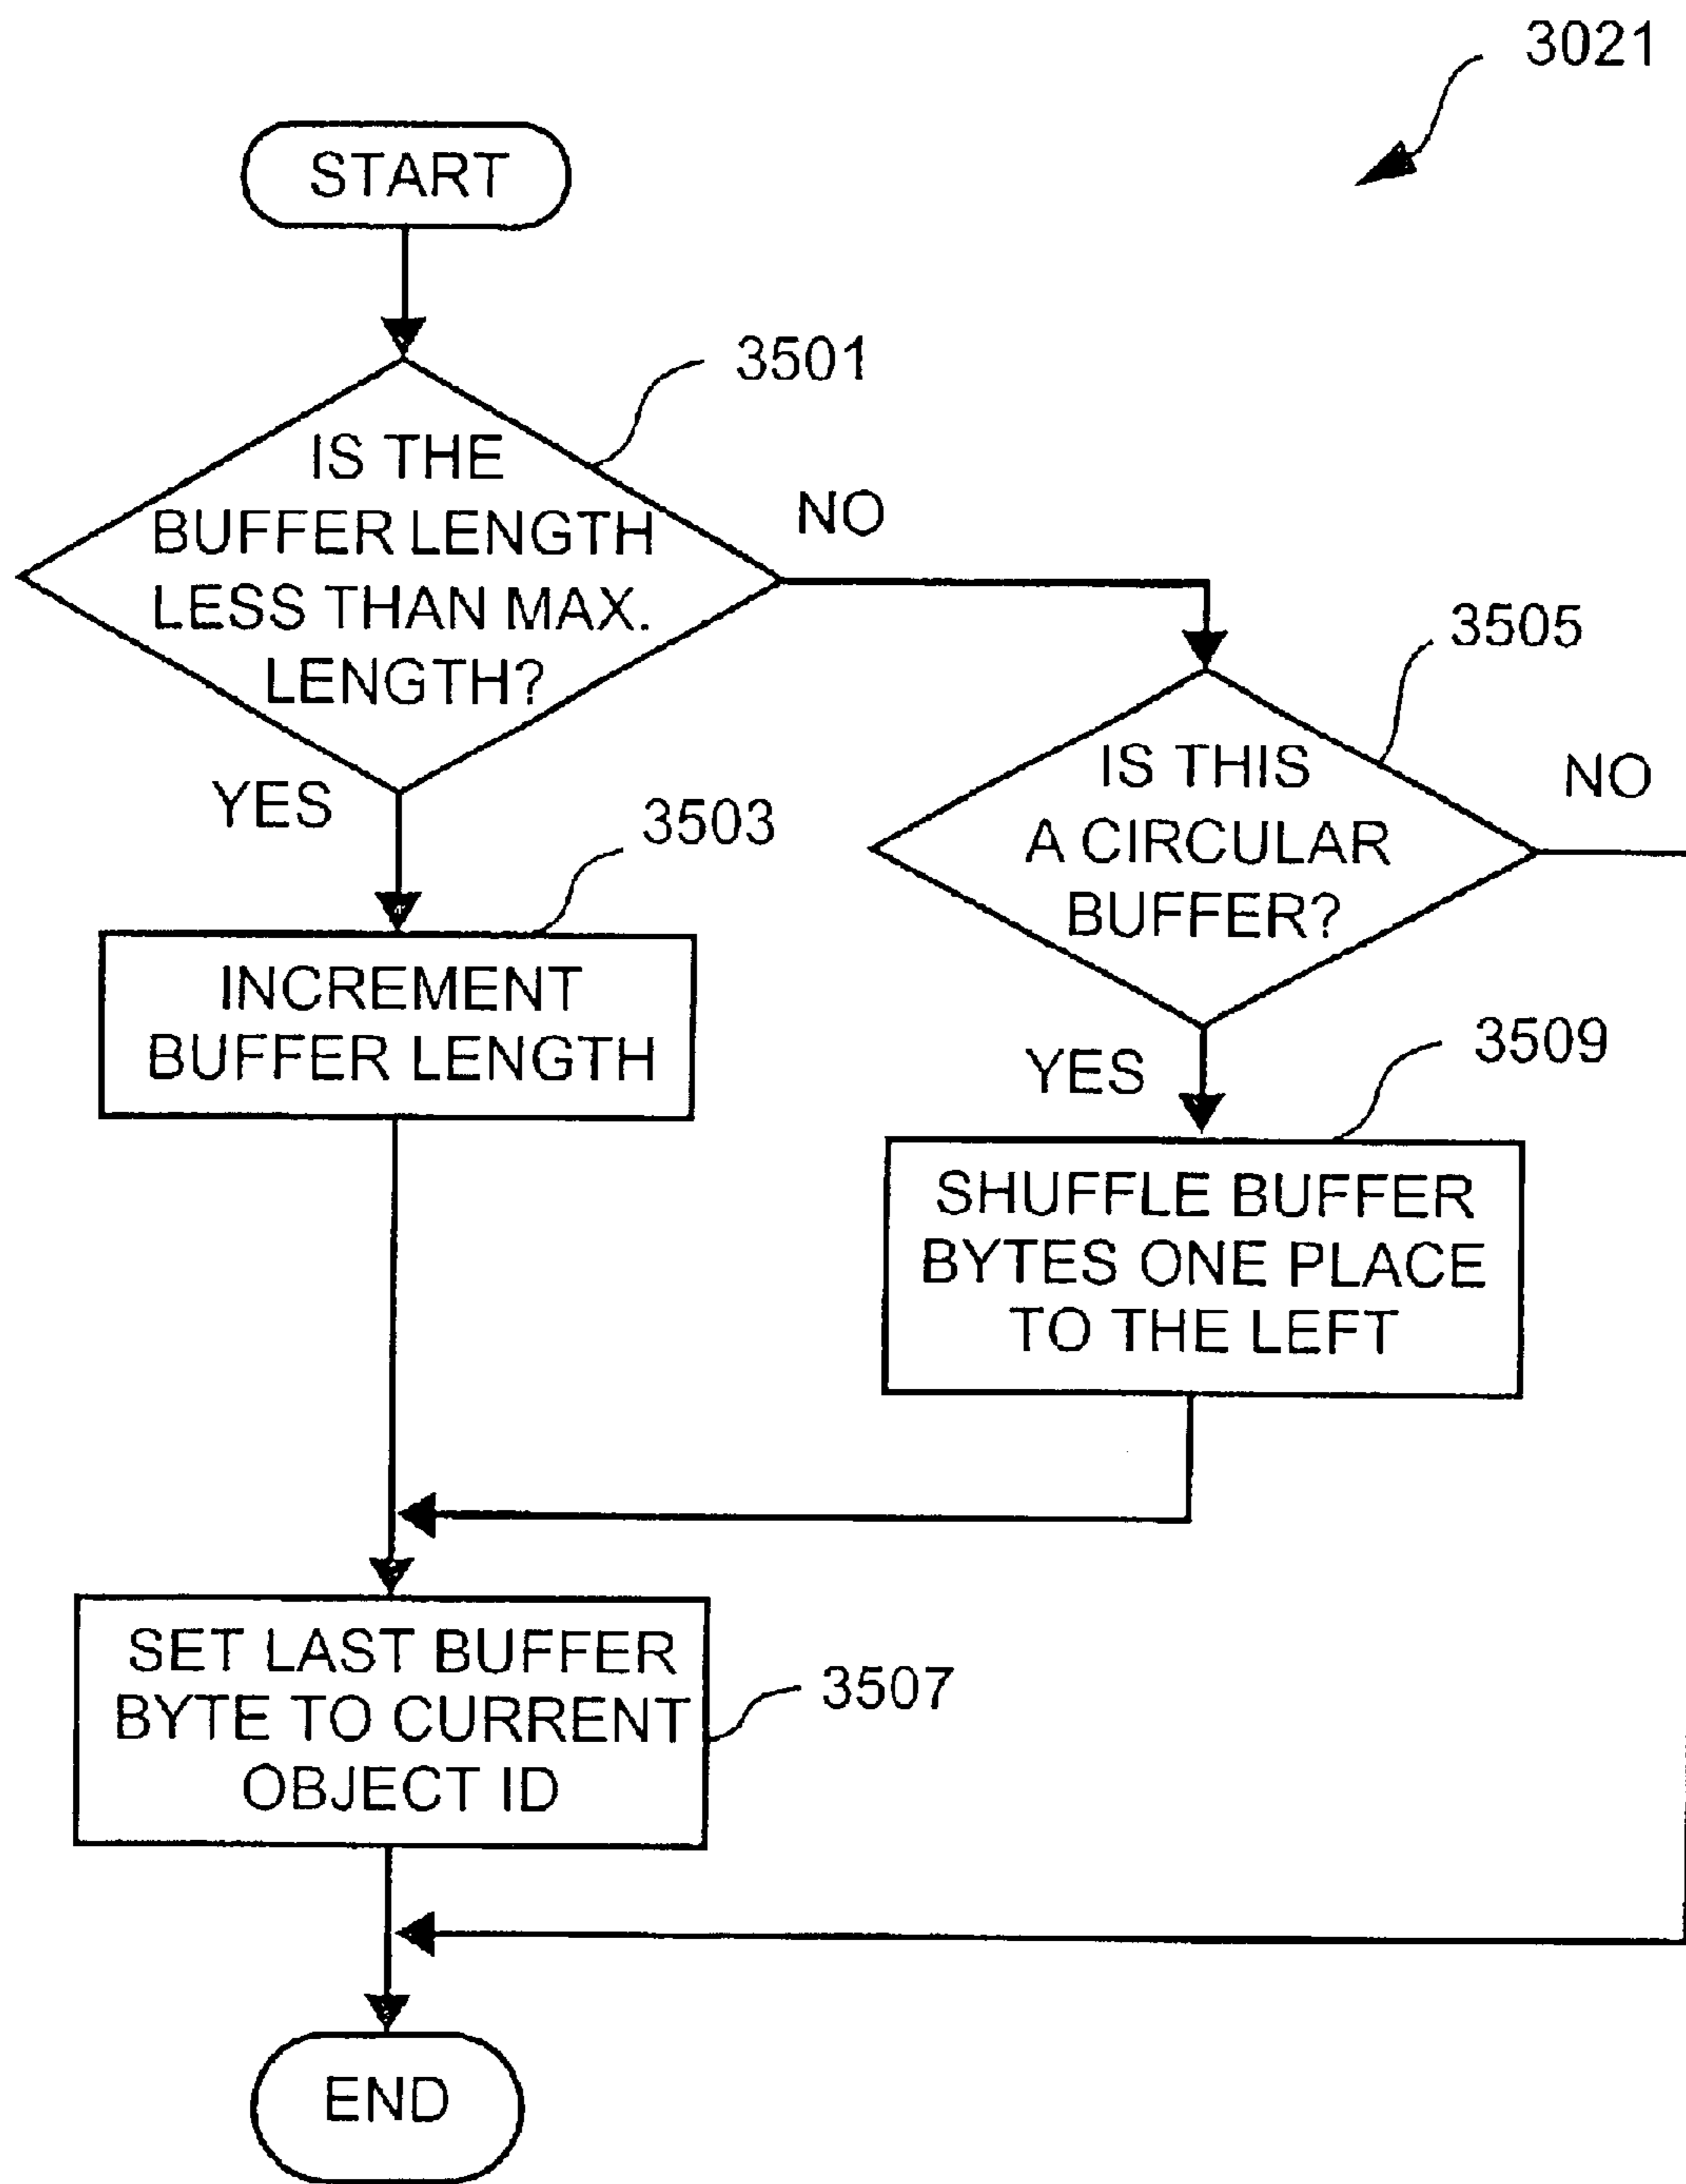 3021
START
3501
IS THE
BUFFER LENGTH
LESS THAN MAX.
LENGTH?
NO
YES
3505
IS THIS
A CIRCULAR
BUFFER?
NO
YES
3503
INCREMENT
BUFFER LENGTH
3509
SHUFFLE BUFFER
BYTES ONE PLACE
TO THE LEFT
SET LAST BUFFER
BYTE TO CURRENT
OBJECT ID
3507
END